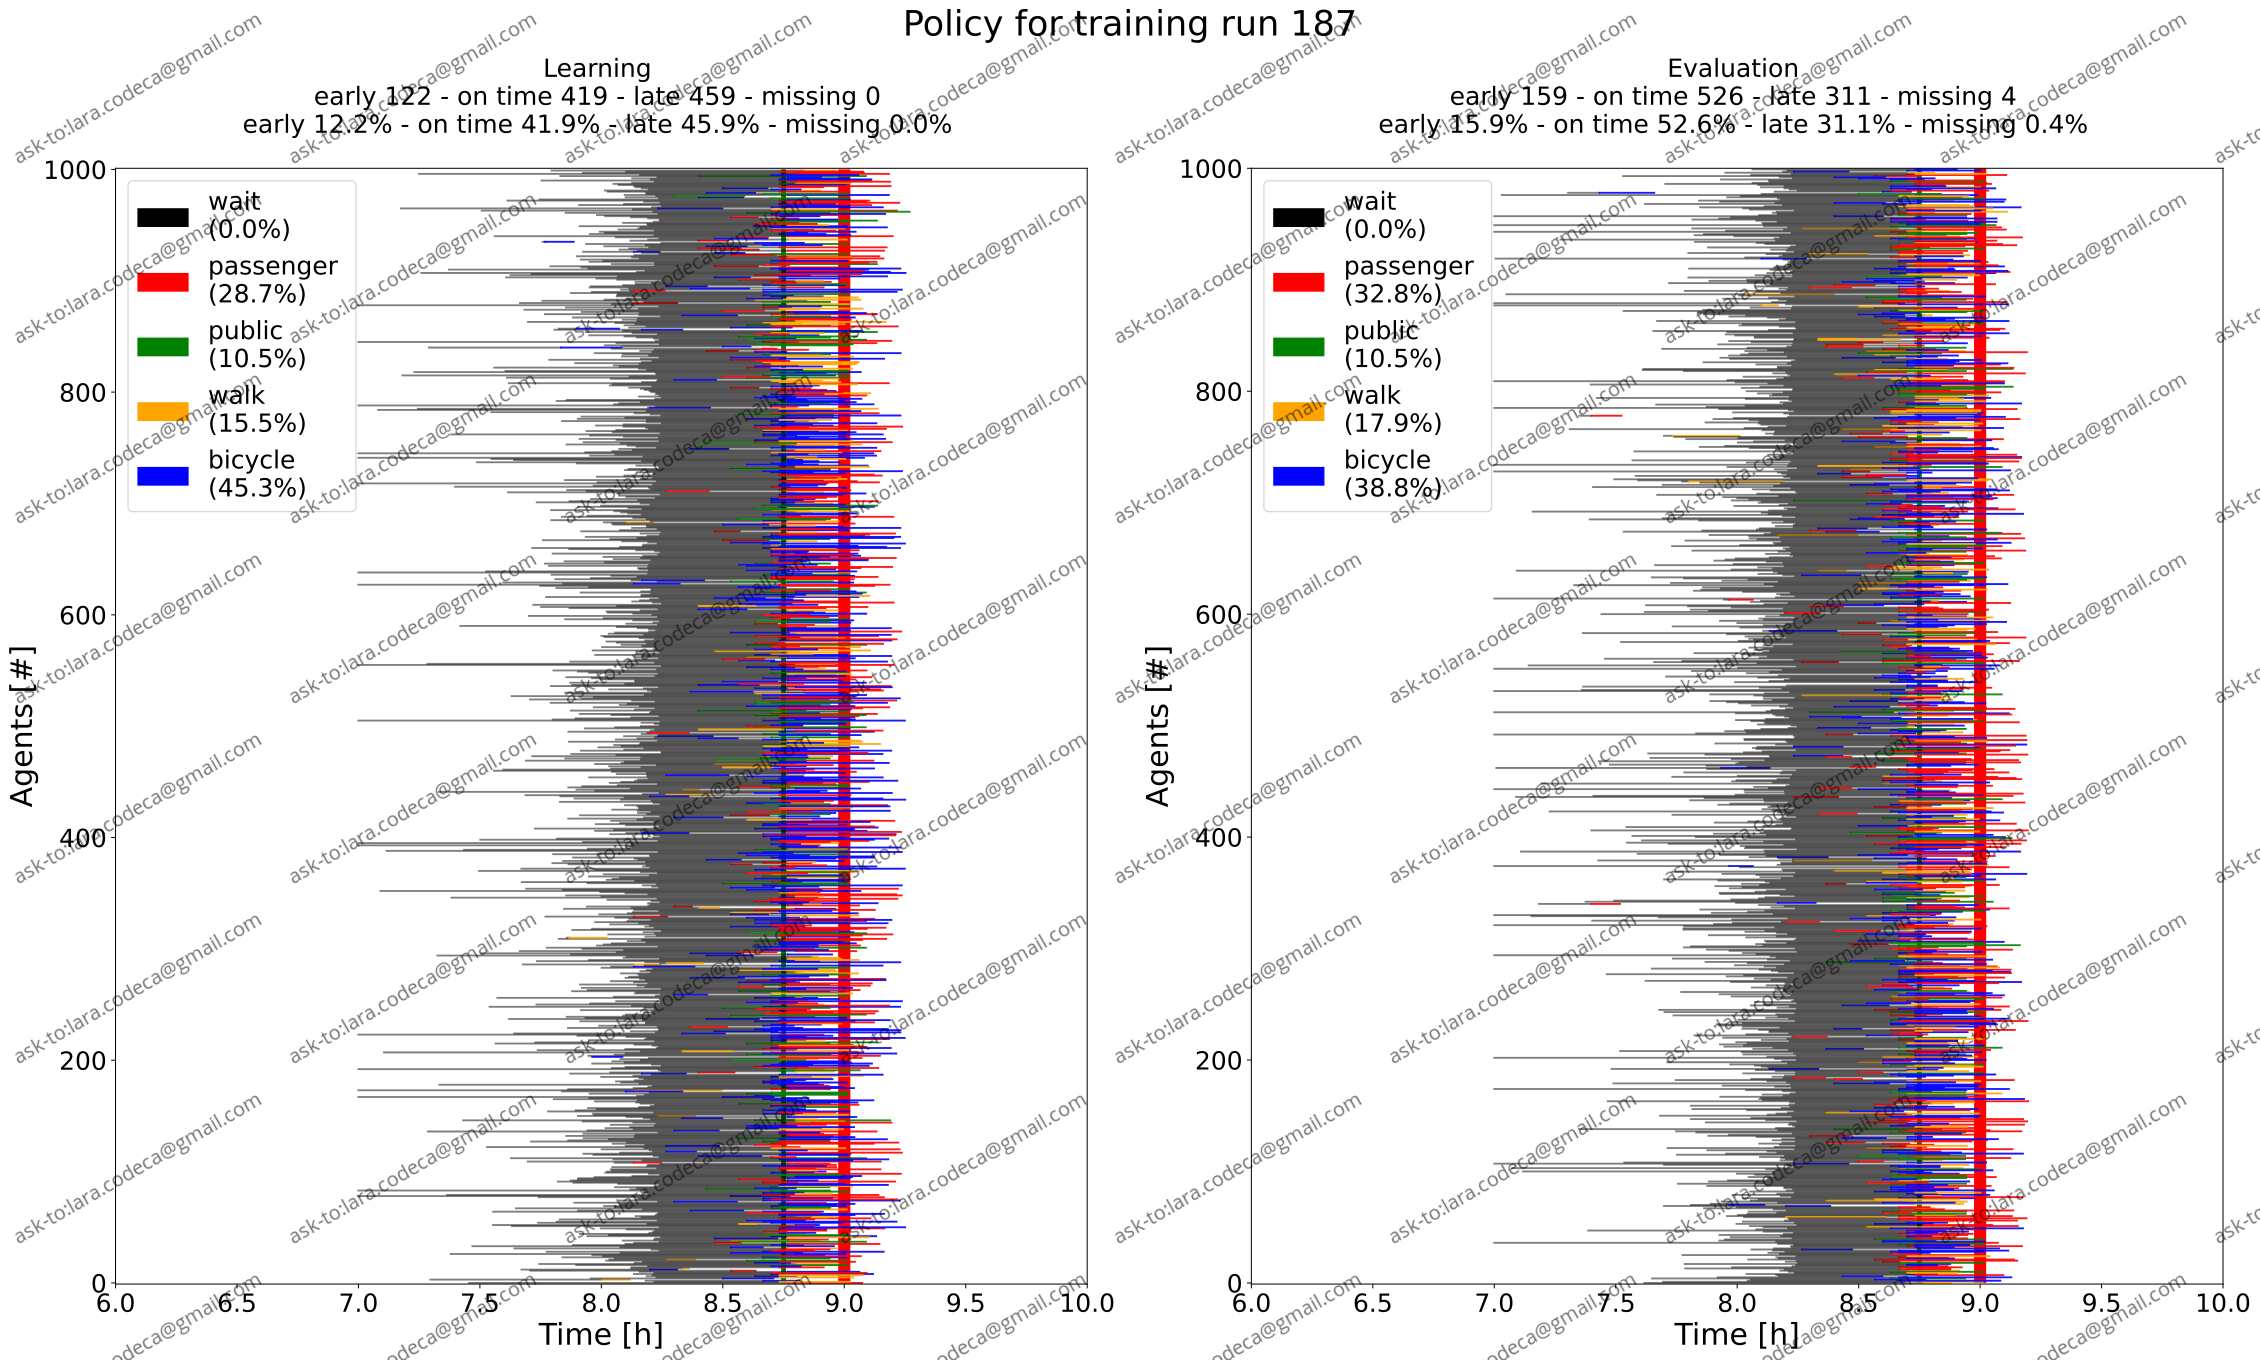 Policy for training run 187
Learning
early 122 - on time 419 - late 459 - missing 0
early 12.2% - on time 41.9% - late 45.9% - missing 0.0%
1000
800
600
400
200
0
Agents [#]
wait
(0.0%)
passenger
(28.7%)
public
(10.5%)
walk
(15.5%)
bicycle
(45.3%)
6.0 6.5 7.0 7.5 8.0 8.5 9.0 9.5 10.0
Time [h]
Evaluation
early 159 - on time 526 - late 311 - missing 4
early 15.9% - on time 52.6% - late 31.1% - missing 0.4%
1000
800
600
400
200
0
Agents [#]
wait
(0.0%)
passenger
(32.8%)
public
(10.5%)
walk
(17.9%)
bicycle
(38.8%)
6.0 6.5 7.0 7.5 8.0 8.5 9.0 9.5 10.0
Time [h]
ask-to:lara.codeca@gmail.com